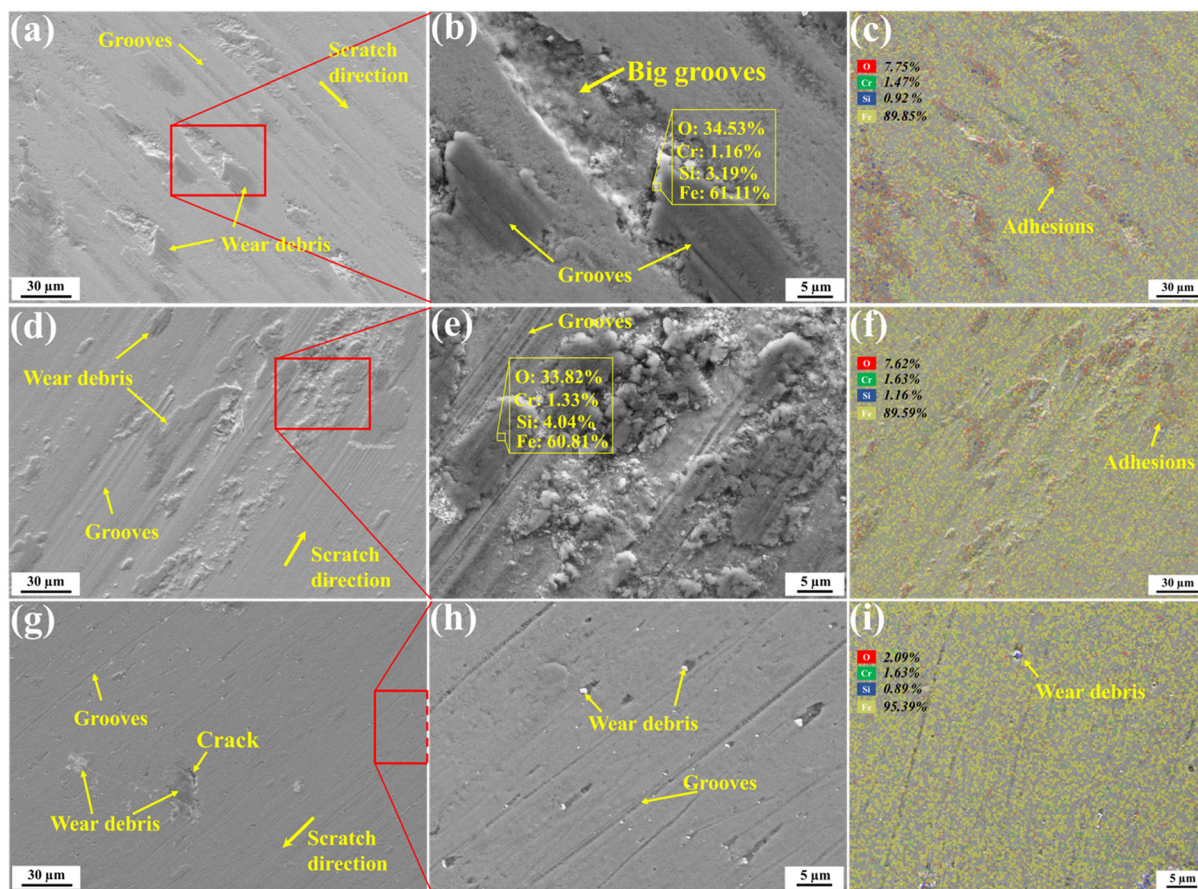 (a)
Grooves
Scratch
direction
Wear debris
30 µm
(b)
Big grooves
O: 34.53%
Cr: 1.16%
Si: 3.19%
Fe: 61.11%
Grooves
5 µm
(c)
O 7.75%
Cr 1.47%
Si 0.92%
Fe 89.85%
Adhesions
30 µm
(d)
Wear debris
Grooves
Scratch
direction
30 µm
(e)
Grooves
O: 33.82%
Cr: 1.33%
Si: 4.04%
Fe: 60.81%
5 µm
(f)
O 7.62%
Cr 1.63%
Si 1.16%
Fe 89.59%
Adhesions
30 µm
(g)
Grooves
Crack
Wear debris
Scratch
direction
30 µm
(h)
Wear debris
Grooves
5 µm
(i)
O 2.09%
Cr 1.63%
Si 0.89%
Fe 95.39%
Wear debris
5 µm